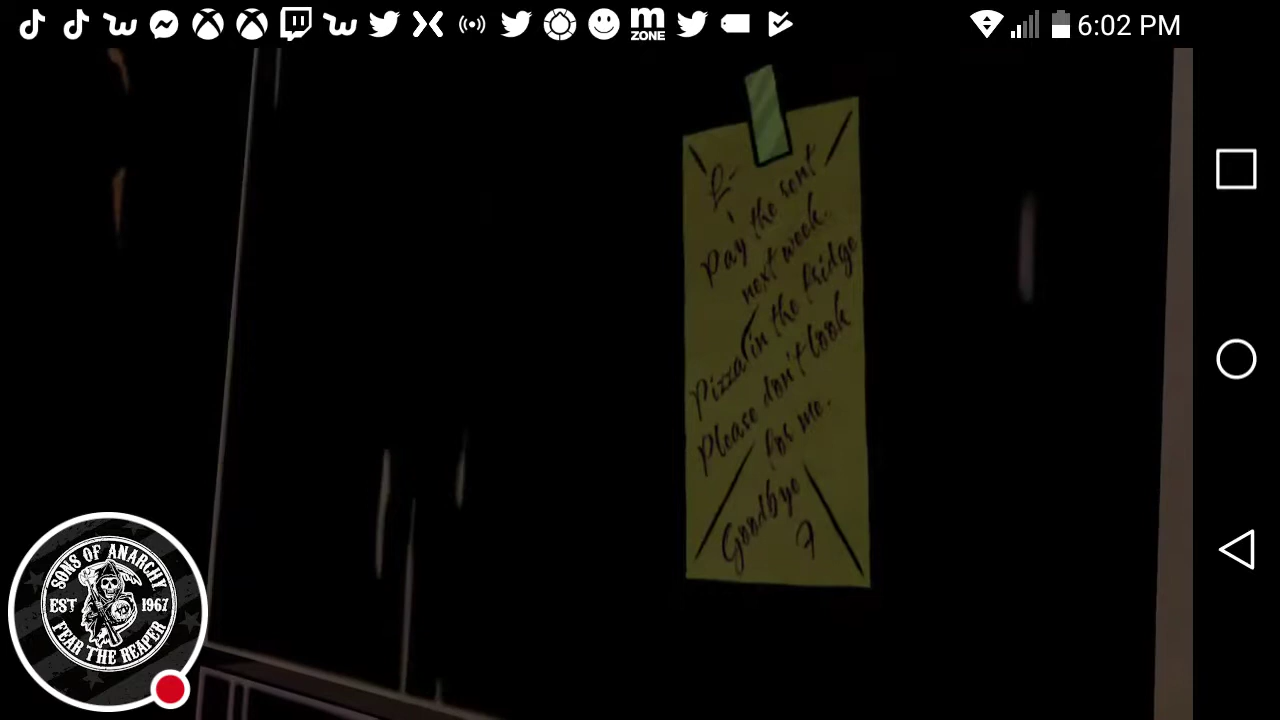 m
ZONE
6:02 PM
R-
Pay the rent
next week.
Pizza in the fridge
Please don't look
for me.
Goodbye
J
SONS OF ANARCHY
EST 1967
FEAR THE REAPER